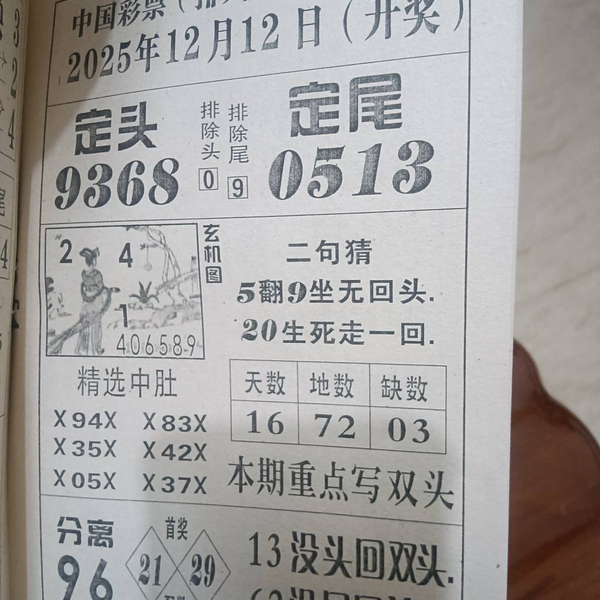 中国彩票（排
2025年12月12日（开奖）
定头
9368
排除头 0
排除尾 9
定尾
0513
2 4
1
406589
玄机图
二句猜
5翻9坐无回头.
20生死走一回.
精选中肚
X94X X83X
X35X X42X
X05X X37X
天数 地数 缺数
16 72 03
本期重点写双头
分离
96
首奖
21 29
13没头回双头.